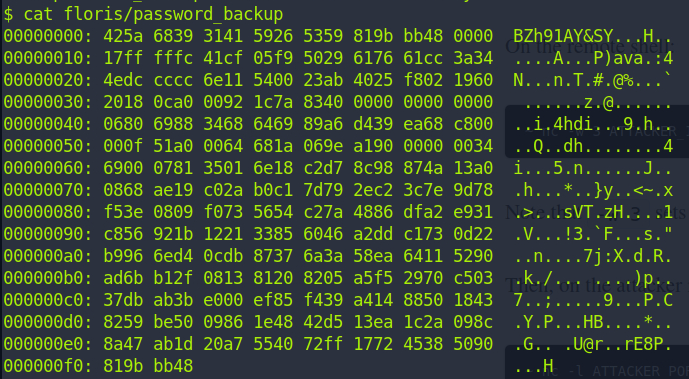 $ cat floris/password_backup
00000000: 425a 6839 3141 5926 5359 819b bb48 0000  BZh91AY&SY...H..
00000010: 17ff fffc 41cf 05f9 5029 6176 61cc 3a34  ....A...P)ava.:4
00000020: 4edc cccc 6e11 5400 23ab 4025 f802 1960  N...n.T.#.@%...`
00000030: 2018 0ca0 0092 1c7a 8340 0000 0000 0000   ......z.@......
00000040: 0680 6988 3468 6469 89a6 d439 ea68 c800  ..i.4hdi...9.h..
00000050: 000f 51a0 0064 681a 069e a190 0000 0034  ..Q..dh........4
00000060: 6900 0781 3501 6e18 c2d7 8c98 874a 13a0  i...5.n......J..
00000070: 0868 ae19 c02a b0c1 7d79 2ec2 3c7e 9d78  .h...*..}y..<~.x
00000080: f53e 0809 f073 5654 c27a 4886 dfa2 e931  .>...sVT.zH....1
00000090: c856 921b 1221 3385 6046 a2dd c173 0d22  .V...!3.`F...s."
000000a0: b996 6ed4 0cdb 8737 6a3a 58ea 6411 5290  ..n....7j:X.d.R.
000000b0: ad6b b12f 0813 8120 8205 a5f5 2970 c503  .k./... ....)p..
000000c0: 37db ab3b e000 ef85 f439 a414 8850 1843  7..;.....9...P.C
000000d0: 8259 be50 0986 1e48 42d5 13ea 1c2a 098c  .Y.P...HB....*..
000000e0: 8a47 ab1d 20a7 5540 72ff 1772 4538 5090  .G.. .U@r..rE8P.
000000f0: 819b bb48                                ...H